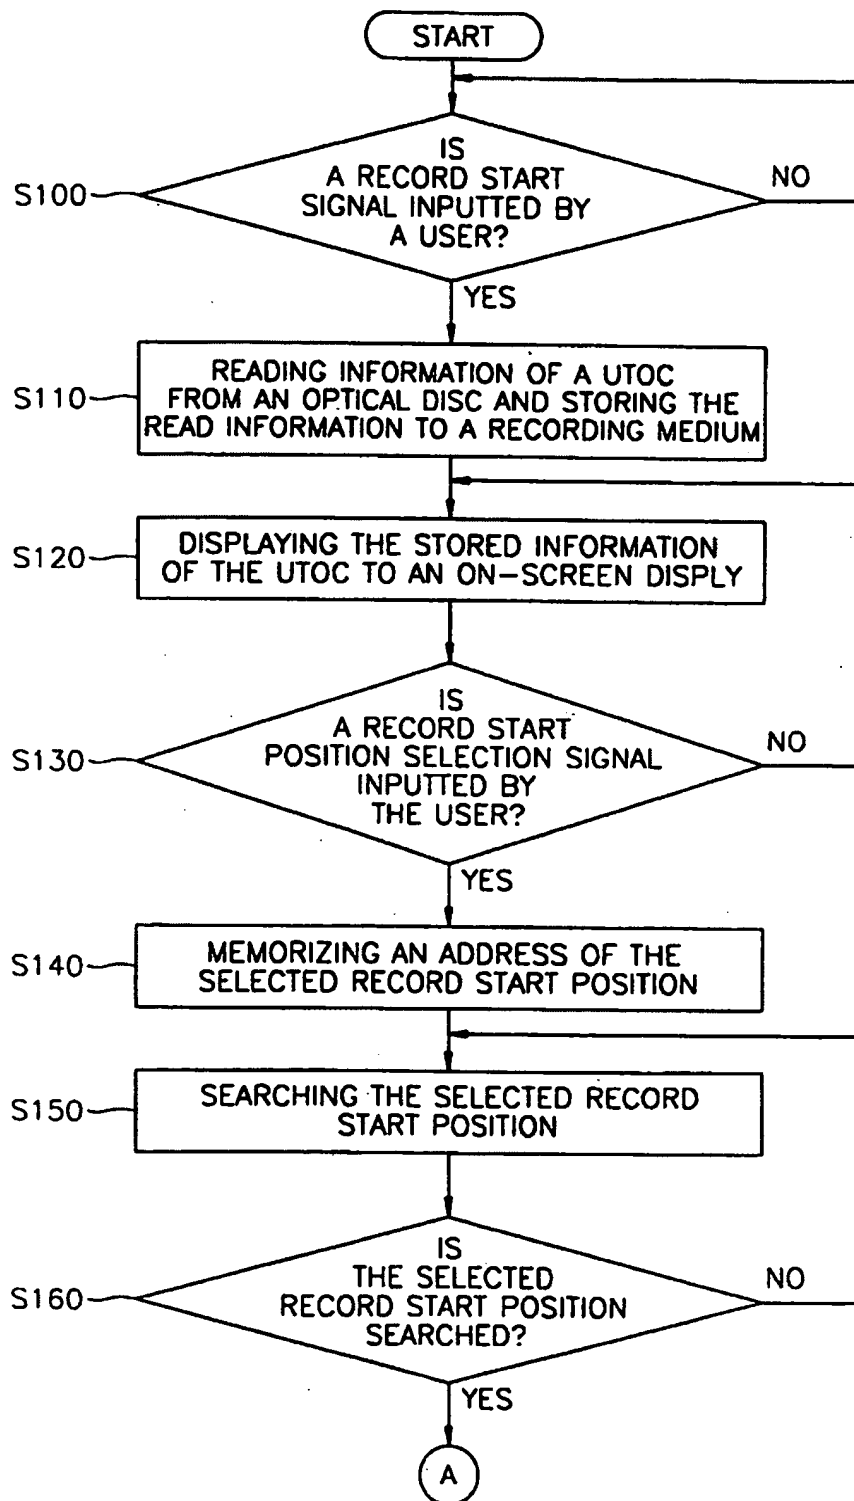 START
IS
A RECORD START
SIGNAL INPUTTED BY
A USER?
S100
NO
YES
READING INFORMATION OF A UTOC
FROM AN OPTICAL DISC AND STORING THE
READ INFORMATION TO A RECORDING MEDIUM
S110
DISPLAYING THE STORED INFORMATION
OF THE UTOC TO AN ON-SCREEN DISPLY
S120
IS
A RECORD START
POSITION SELECTION SIGNAL
INPUTTED BY
THE USER?
S130
NO
YES
MEMORIZING AN ADDRESS OF THE
SELECTED RECORD START POSITION
S140
SEARCHING THE SELECTED RECORD
START POSITION
S150
IS
THE SELECTED
RECORD START POSITION
SEARCHED?
S160
NO
YES
A